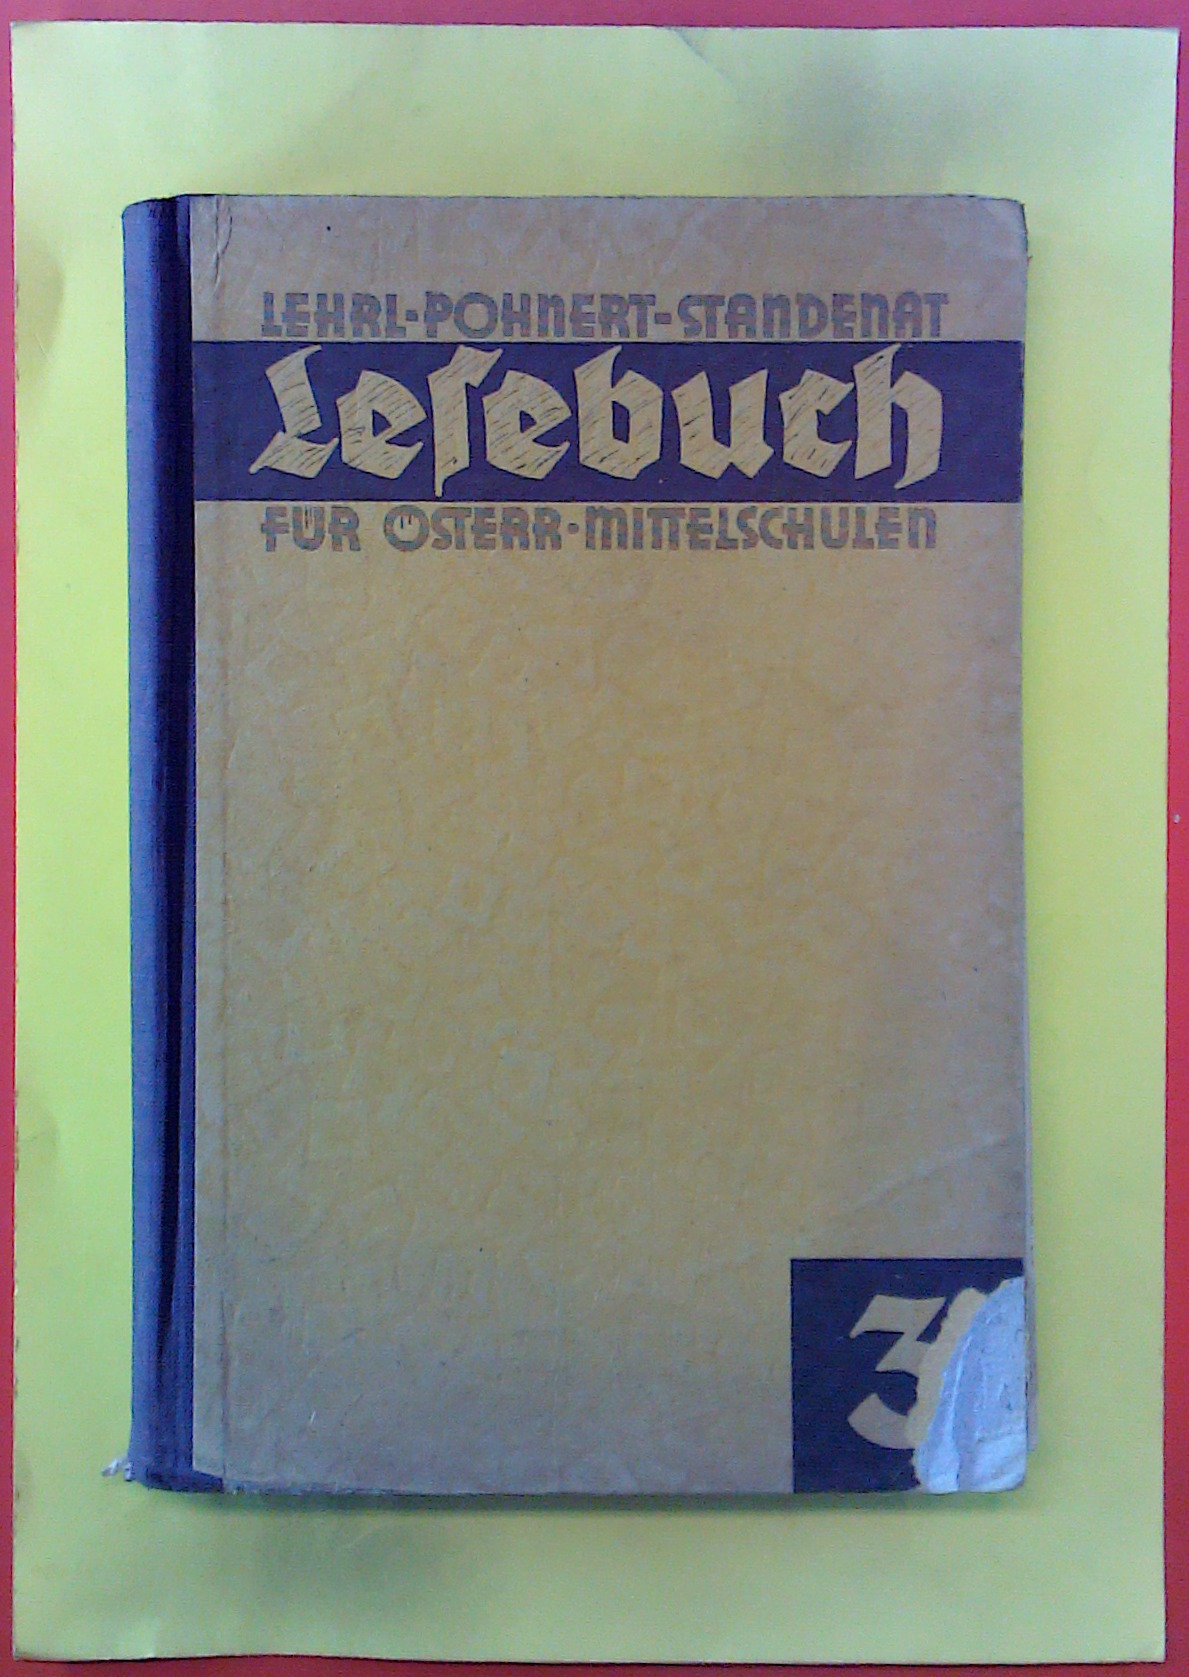 LEHRL-POHNERT-STANDENAT
Leſebuch
FÜR ÖSTERR·MITTELSCHULEN
3